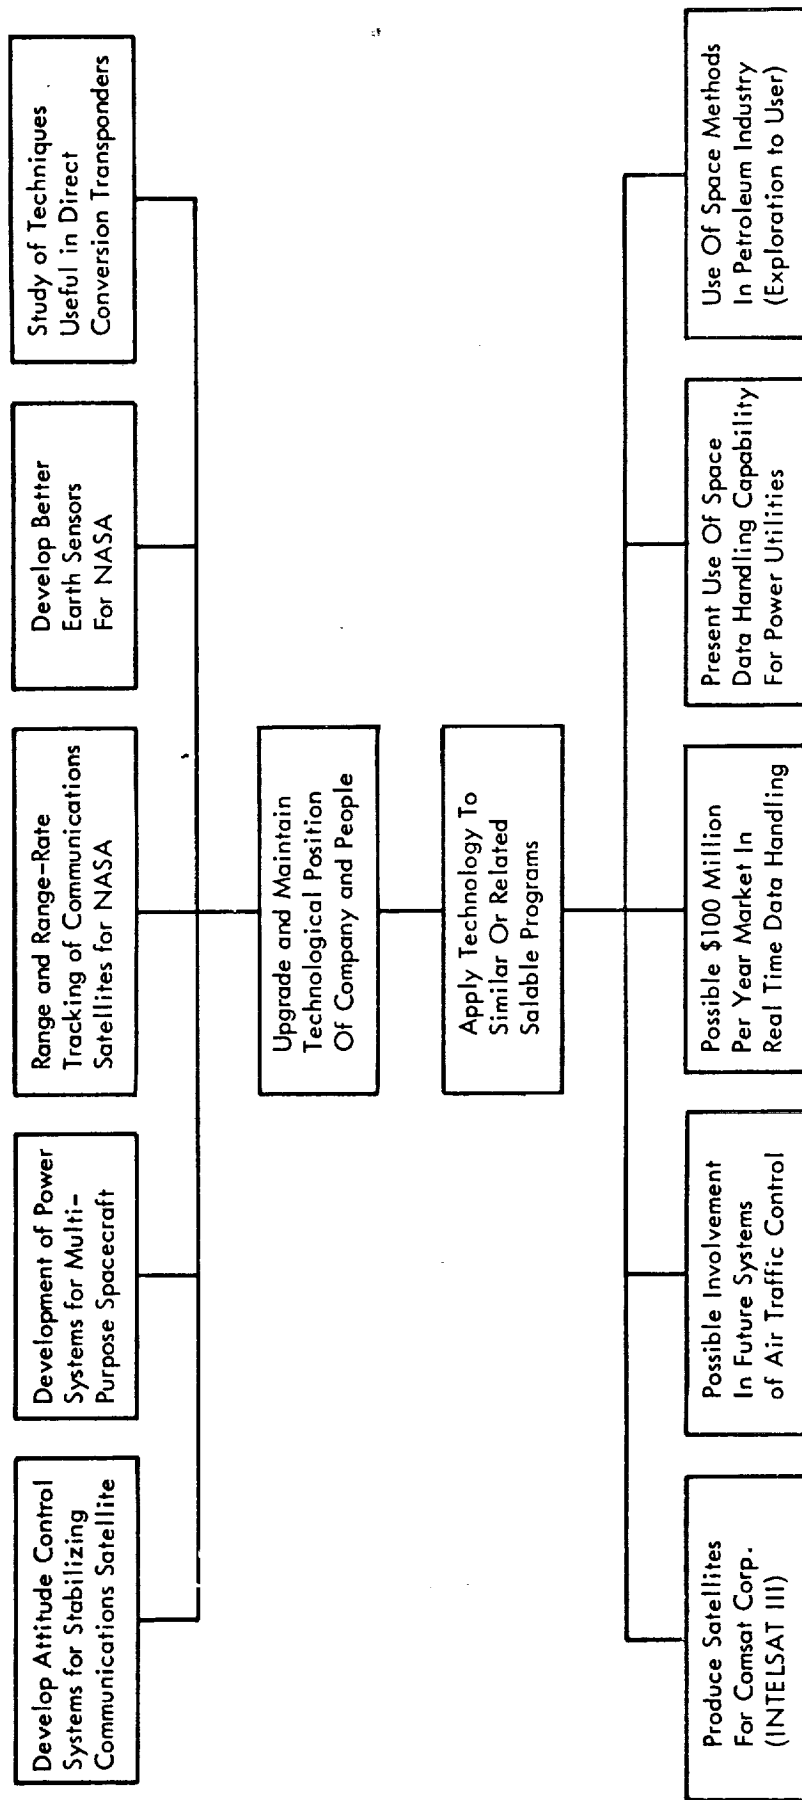 Develop Attitude Control
Systems for Stabilizing
Communications Satellite
Development of Power
Systems for Multi-
Purpose Spacecraft
Range and Range-Rate
Tracking of Communications
Satellites for NASA
Develop Better
Earth Sensors
For NASA
Study of Techniques
Useful in Direct
Conversion Transponders
Upgrade and Maintain
Technological Position
Of Company and People
Apply Technology To
Similar Or Related
Salable Programs
Produce Satellites
For Comsat Corp.
(INTELSAT III)
Possible Involvement
In Future Systems
of Air Traffic Control
Possible $100 Million
Per Year Market In
Real Time Data Handling
Present Use Of Space
Data Handling Capability
For Power Utilities
Use Of Space Methods
In Petroleum Industry
(Exploration to User)